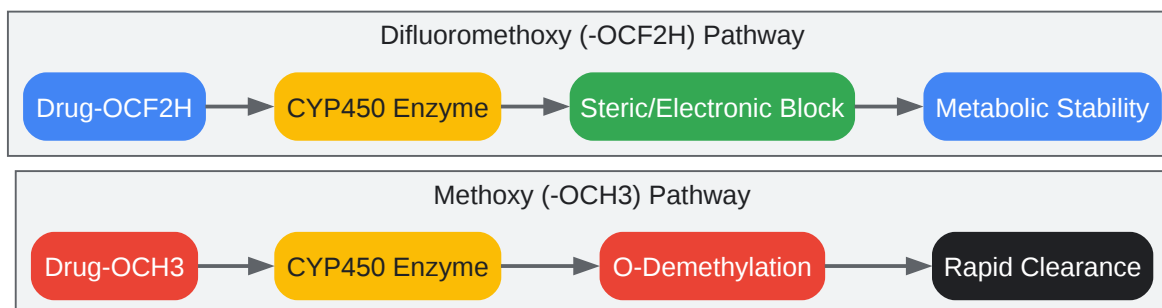 Difluoromethoxy (-OCF2H) Pathway
Drug-OCF2H CYP450 Enzyme Steric/Electronic Block Metabolic Stability
Methoxy (-OCH3) Pathway
Drug-OCH3 CYP450 Enzyme O-Demethylation Rapid Clearance